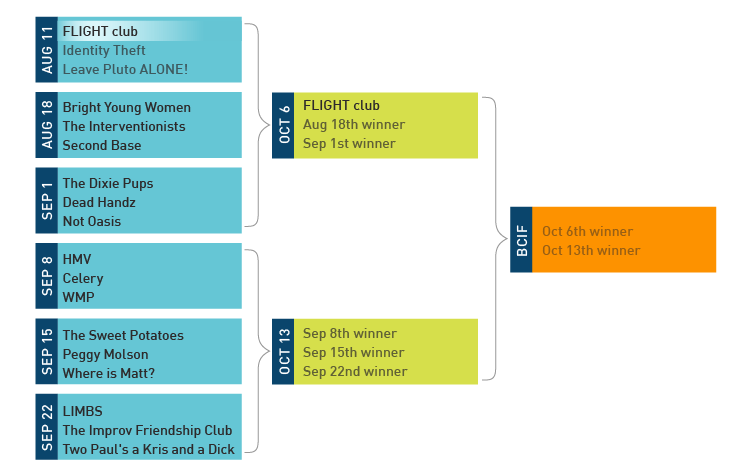 AUG 11
FLIGHT club
Identity Theft
Leave Pluto ALONE!
AUG 18
Bright Young Women
The Interventionists
Second Base
SEP 1
The Dixie Pups
Dead Handz
Not Oasis
SEP 8
HMV
Celery
WMP
SEP 15
The Sweet Potatoes
Peggy Molson
Where is Matt?
SEP 22
LIMBS
The Improv Friendship Club
Two Paul's a Kris and a Dick
OCT 6
FLIGHT club
Aug 18th winner
Sep 1st winner
OCT 13
Sep 8th winner
Sep 15th winner
Sep 22nd winner
BCIF
Oct 6th winner
Oct 13th winner